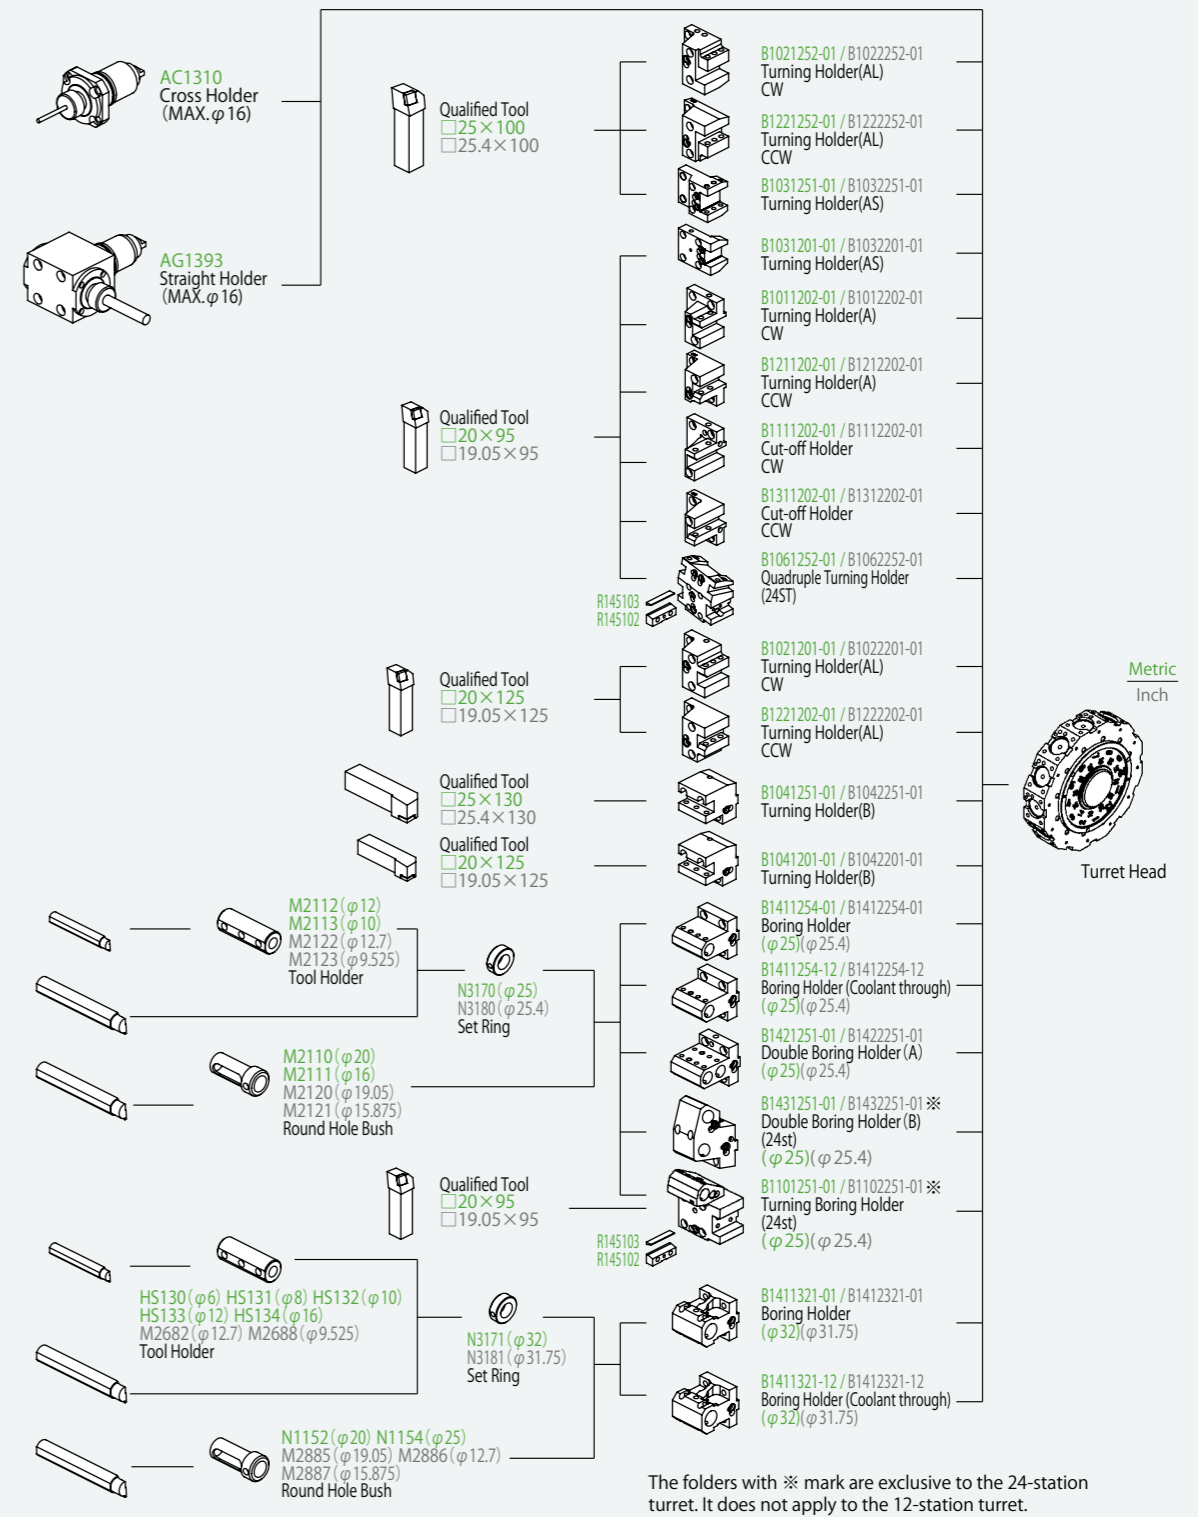 AC1310
Cross Holder
(MAX.φ16)
AG1393
Straight Holder
(MAX.φ16)
Qualified Tool
□25×100
□25.4×100
B1021252-01 / B1022252-01
Turning Holder(AL)
CW
B1221252-01 / B1222252-01
Turning Holder(AL)
CCW
B1031251-01 / B1032251-01
Turning Holder(AS)
Qualified Tool
□20×95
□19.05×95
B1031201-01 / B1032201-01
Turning Holder(AS)
B1011202-01 / B1012202-01
Turning Holder(A)
CW
B1211202-01 / B1212202-01
Turning Holder(A)
CCW
B1111202-01 / B1112202-01
Cut-off Holder
CW
B1311202-01 / B1312202-01
Cut-off Holder
CCW
B1061252-01 / B1062252-01
Quadruple Turning Holder
(24ST)
R145103
R145102
Qualified Tool
□20×125
□19.05×125
B1021201-01 / B1022201-01
Turning Holder(AL)
CW
B1221202-01 / B1222202-01
Turning Holder(AL)
CCW
Metric
Inch
Turret Head
Qualified Tool
□25×130
□25.4×130
B1041251-01 / B1042251-01
Turning Holder(B)
Qualified Tool
□20×125
□19.05×125
B1041201-01 / B1042201-01
Turning Holder(B)
M2112(φ12)
M2113(φ10)
M2122(φ12.7)
M2123(φ9.525)
Tool Holder
N3170(φ25)
N3180(φ25.4)
Set Ring
M2110(φ20)
M2111(φ16)
M2120(φ19.05)
M2121(φ15.875)
Round Hole Bush
B1411254-01 / B1412254-01
Boring Holder
(φ25)(φ25.4)
B1411254-12 / B1412254-12
Boring Holder (Coolant through)
(φ25)(φ25.4)
B1421251-01 / B1422251-01
Double Boring Holder(A)
(φ25)(φ25.4)
B1431251-01 / B1432251-01※
Double Boring Holder(B)
(24st)
(φ25)(φ25.4)
Qualified Tool
□20×95
□19.05×95
B1101251-01 / B1102251-01※
Turning Boring Holder
(24st)
(φ25)(φ25.4)
R145103
R145102
HS130(φ6) HS131(φ8) HS132(φ10)
HS133(φ12) HS134(φ16)
M2682(φ12.7) M2688(φ9.525)
Tool Holder
N3171(φ32)
N3181(φ31.75)
Set Ring
B1411321-01 / B1412321-01
Boring Holder
(φ32)(φ31.75)
B1411321-12 / B1412321-12
Boring Holder (Coolant through)
(φ32)(φ31.75)
N1152(φ20) N1154(φ25)
M2885(φ19.05) M2886(φ12.7)
M2887(φ15.875)
Round Hole Bush
The folders with ※ mark are exclusive to the 24-station
turret. It does not apply to the 12-station turret.